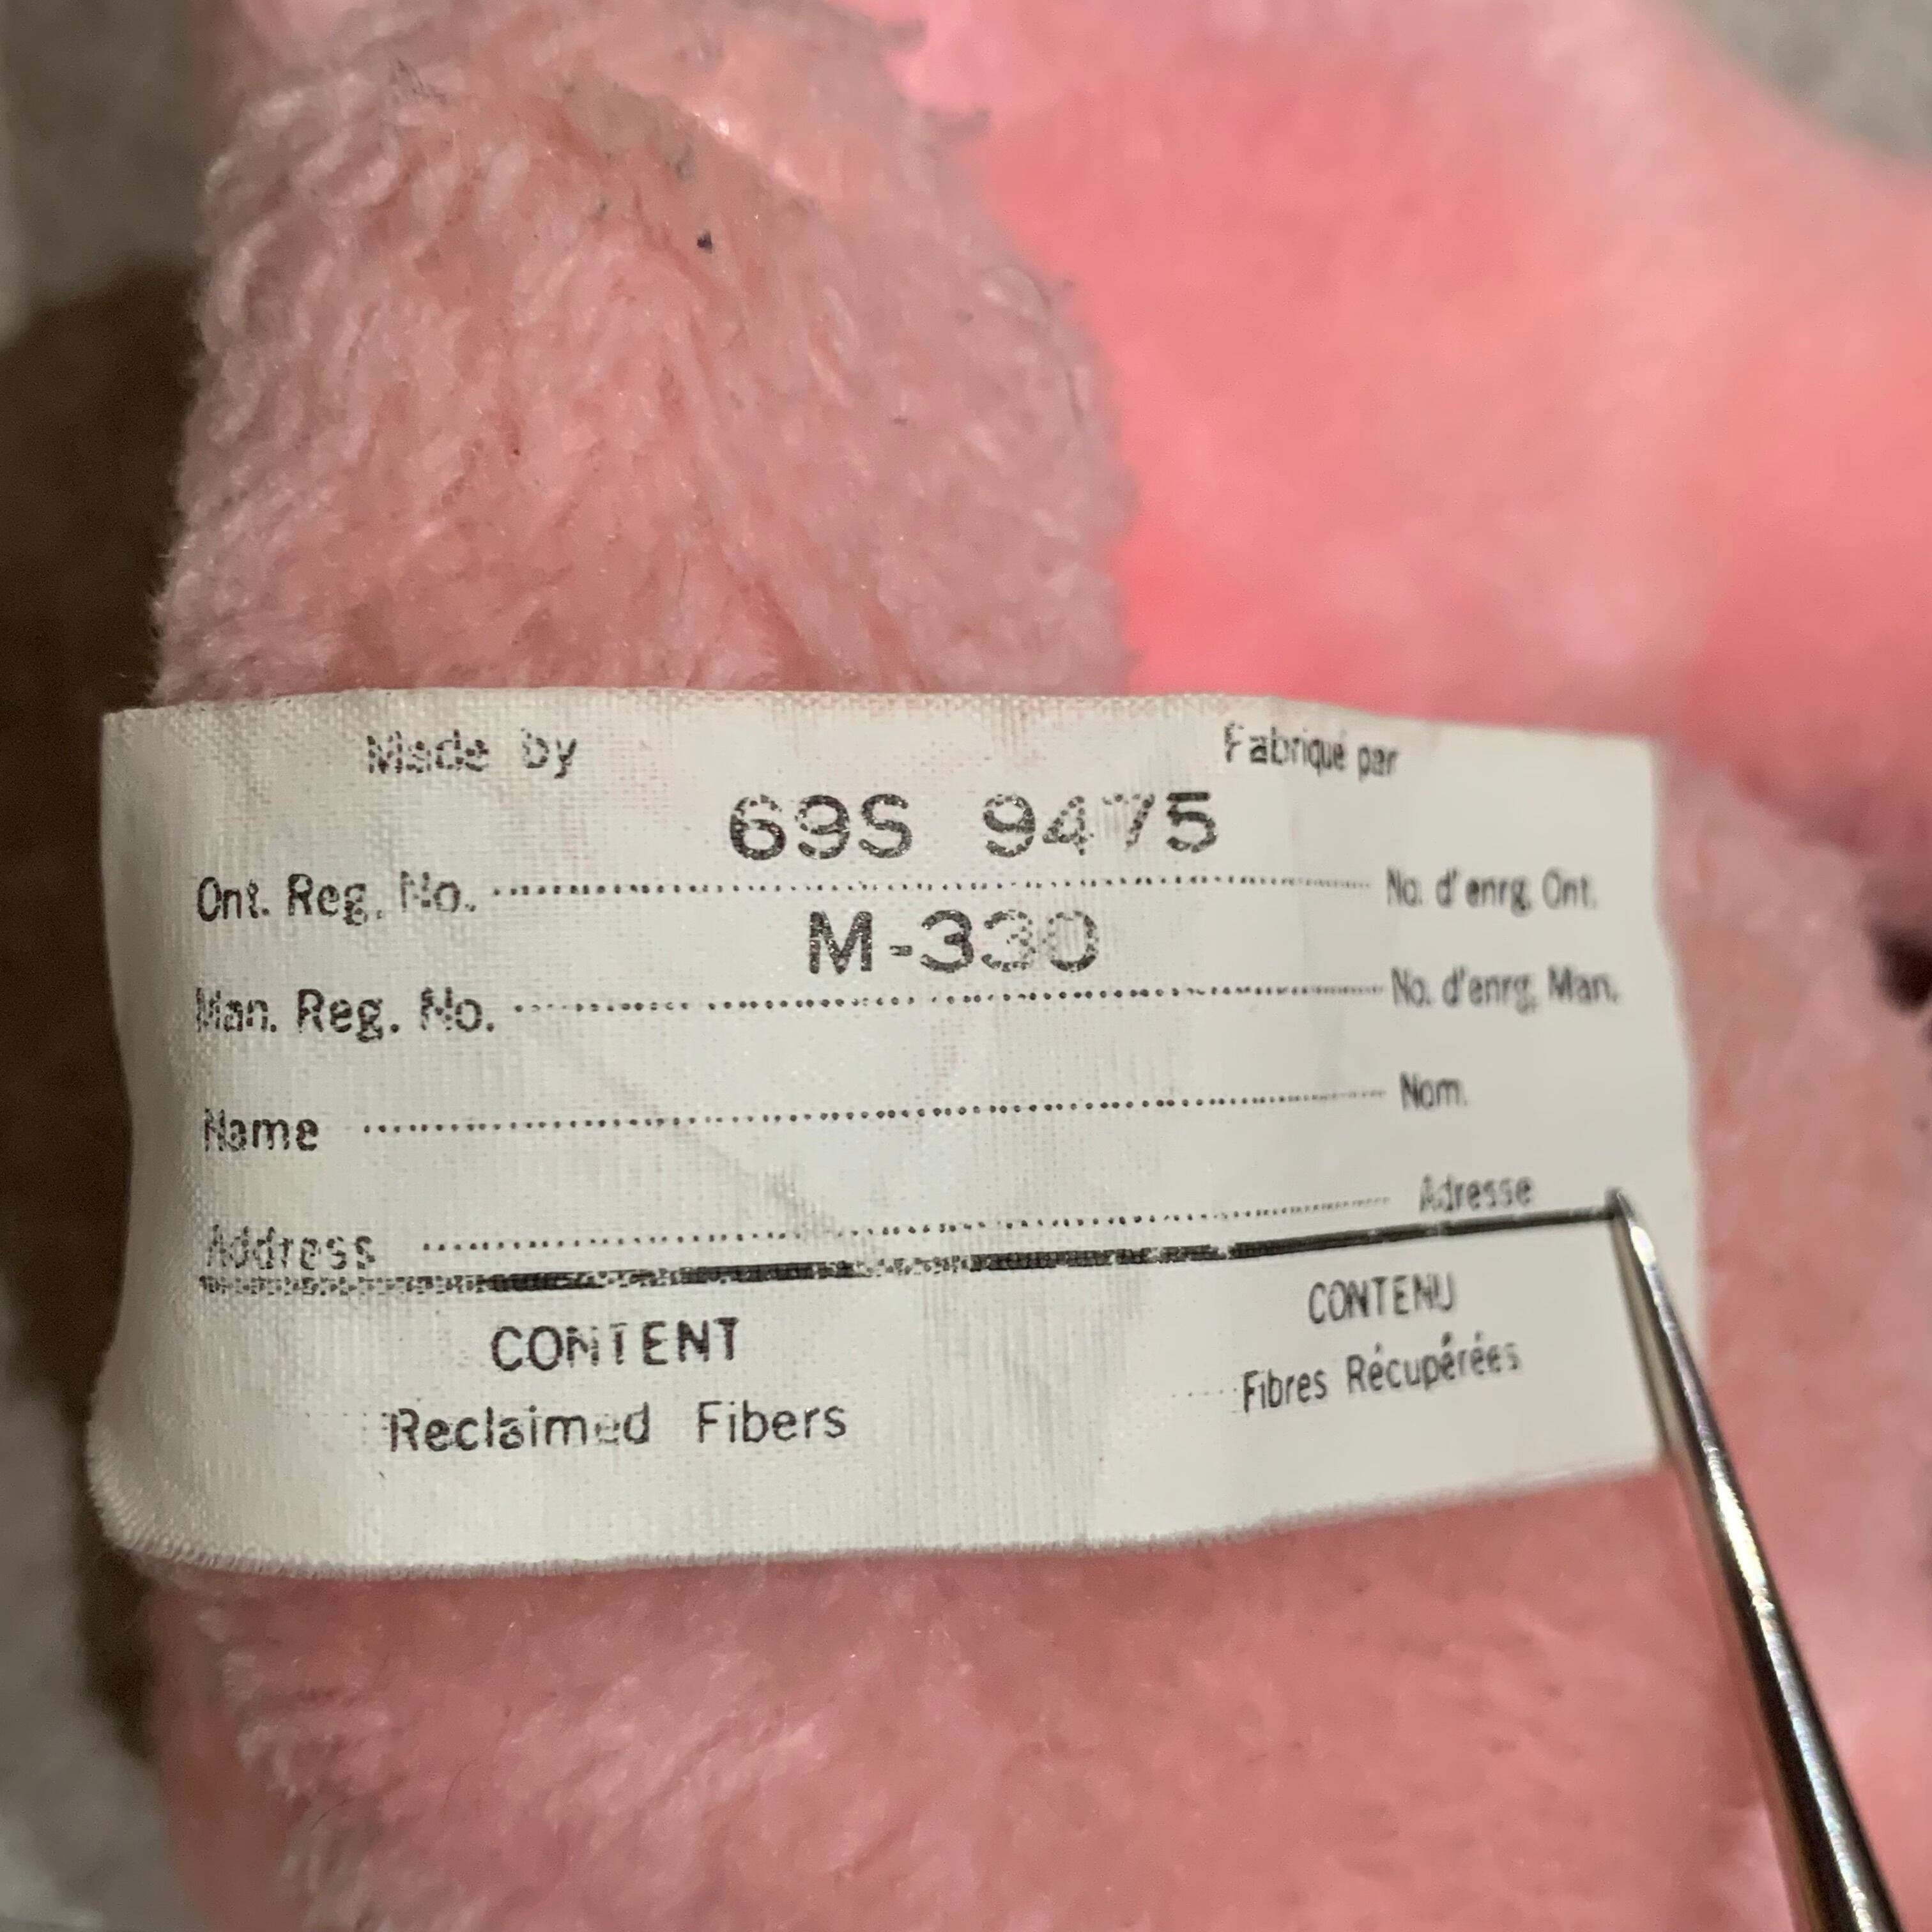 Made by Fabriqué par
69S 9475
Ont. Reg. No. No. d'enrg. Ont.
M-330
Man. Reg. No. No. d'enrg. Man.
Name Nom.
Address Adresse
CONTENT CONTENU
Reclaimed Fibers Fibres Récupérées